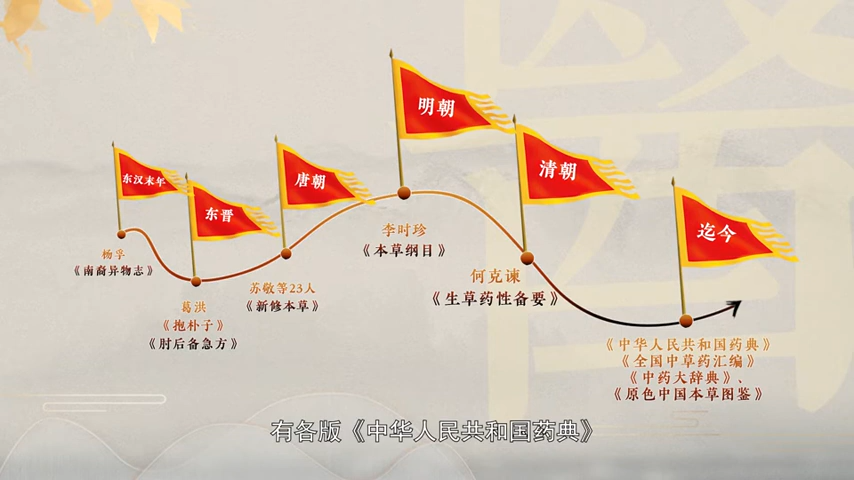 东汉末年
杨孚
《南裔异物志》
东晋
葛洪
《抱朴子》
《肘后备急方》
唐朝
苏敬等23人
《新修本草》
明朝
李时珍
《本草纲目》
清朝
何克谏
《生草药性备要》
迄今
《中华人民共和国药典》
《全国中草药汇编》
《中药大辞典》、
《原色中国本草图鉴》
有各版《中华人民共和国药典》